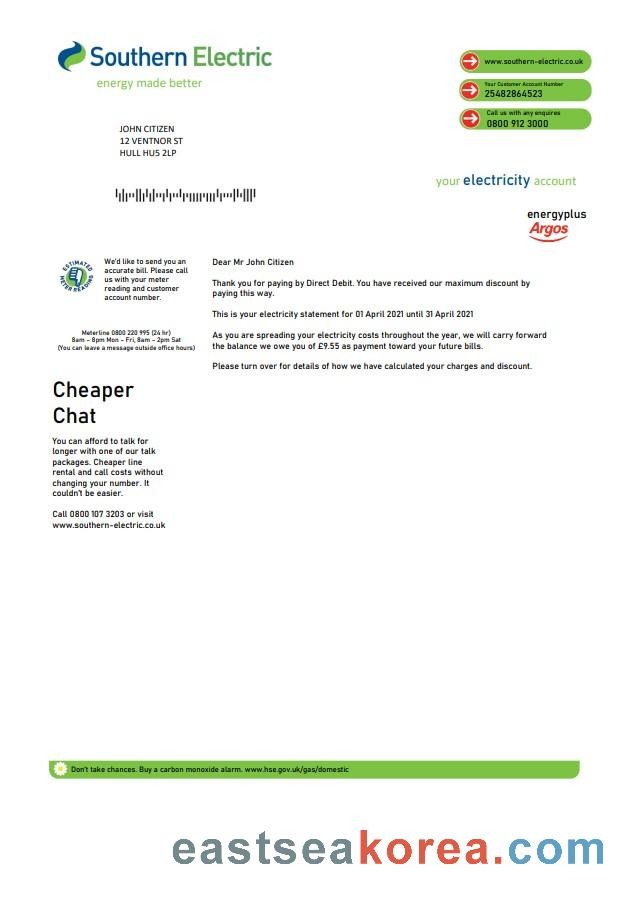 Southern Electric
energy made better
www.southern-electric.co.uk
Your Customer Account Number
25482864523
Call us with any enquires
0800 912 3000
JOHN CITIZEN
12 VENTNOR ST
HULL HU5 2LP
your electricity account
energyplus
Argos
ESTIMATED
METER READING
We'd like to send you an
accurate bill. Please call
us with your meter
reading and customer
account number.
Meterline 0800 220 995 (24 hr)
8am – 8pm Mon – Fri, 8am – 2pm Sat
(You can leave a message outside office hours)
Dear Mr John Citizen
Thank you for paying by Direct Debit. You have received our maximum discount by
paying this way.
This is your electricity statement for 01 April 2021 until 31 April 2021
As you are spreading your electricity costs throughout the year, we will carry forward
the balance we owe you of £9.55 as payment toward your future bills.
Please turn over for details of how we have calculated your charges and discount.
Cheaper
Chat
You can afford to talk for
longer with one of our talk
packages. Cheaper line
rental and call costs without
changing your number. It
couldn't be easier.
Call 0800 107 3203 or visit
www.southern-electric.co.uk
Don't take chances. Buy a carbon monoxide alarm. www.hse.gov.uk/gas/domestic
eastseakorea.com